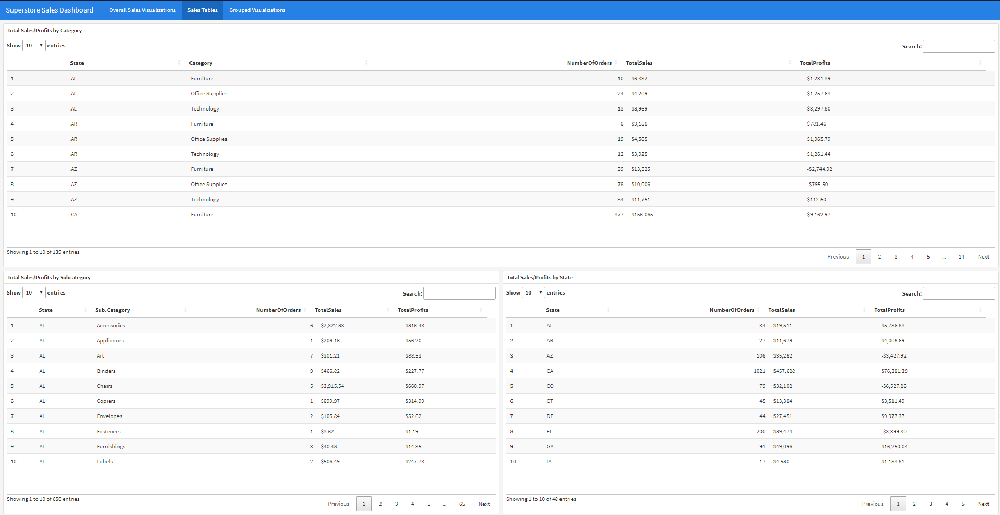 Superstore Sales Dashboard Overall Sales Visualizations Sales Tables Grouped Visualizations
Total Sales/Profits by Category
Show 10 entries Search:
State Category NumberOfOrders TotalSales TotalProfits
1 AL Furniture 10 $6,332 $1,231.39
2 AL Office Supplies 24 $4,209 $1,257.63
3 AL Technology 13 $8,969 $3,297.80
4 AR Furniture 8 $3,188 $781.46
5 AR Office Supplies 19 $4,565 $1,965.79
6 AR Technology 12 $3,925 $1,261.44
7 AZ Furniture 39 $13,525 -$2,744.92
8 AZ Office Supplies 78 $10,006 -$795.50
9 AZ Technology 34 $11,751 $112.50
10 CA Furniture 377 $156,065 $9,162.97
Showing 1 to 10 of 139 entries
Previous 1 2 3 4 5 ... 14 Next
Total Sales/Profits by Subcategory
Show 10 entries Search:
State Sub.Category NumberOfOrders TotalSales TotalProfits
1 AL Accessories 6 $2,322.83 $816.43
2 AL Appliances 1 $208.16 $56.20
3 AL Art 7 $301.21 $88.53
4 AL Binders 9 $466.82 $227.77
5 AL Chairs 5 $3,915.54 $660.97
6 AL Copiers 1 $899.97 $314.99
7 AL Envelopes 2 $105.84 $52.62
8 AL Fasteners 1 $3.62 $1.19
9 AL Furnishings 3 $40.48 $14.35
10 AL Labels 2 $506.49 $247.73
Showing 1 to 10 of 650 entries
Previous 1 2 3 4 5 ... 65 Next
Total Sales/Profits by State
Show 10 entries Search:
State NumberOfOrders TotalSales TotalProfits
1 AL 34 $19,511 $5,786.83
2 AR 27 $11,678 $4,008.69
3 AZ 108 $35,282 -$3,427.92
4 CA 1021 $457,688 $76,381.39
5 CO 79 $32,108 -$6,527.86
6 CT 45 $13,384 $3,511.49
7 DE 44 $27,451 $9,977.37
8 FL 200 $89,474 -$3,399.30
9 GA 91 $49,096 $16,250.04
10 IA 17 $4,580 $1,183.81
Showing 1 to 10 of 48 entries
Previous 1 2 3 4 5 Next